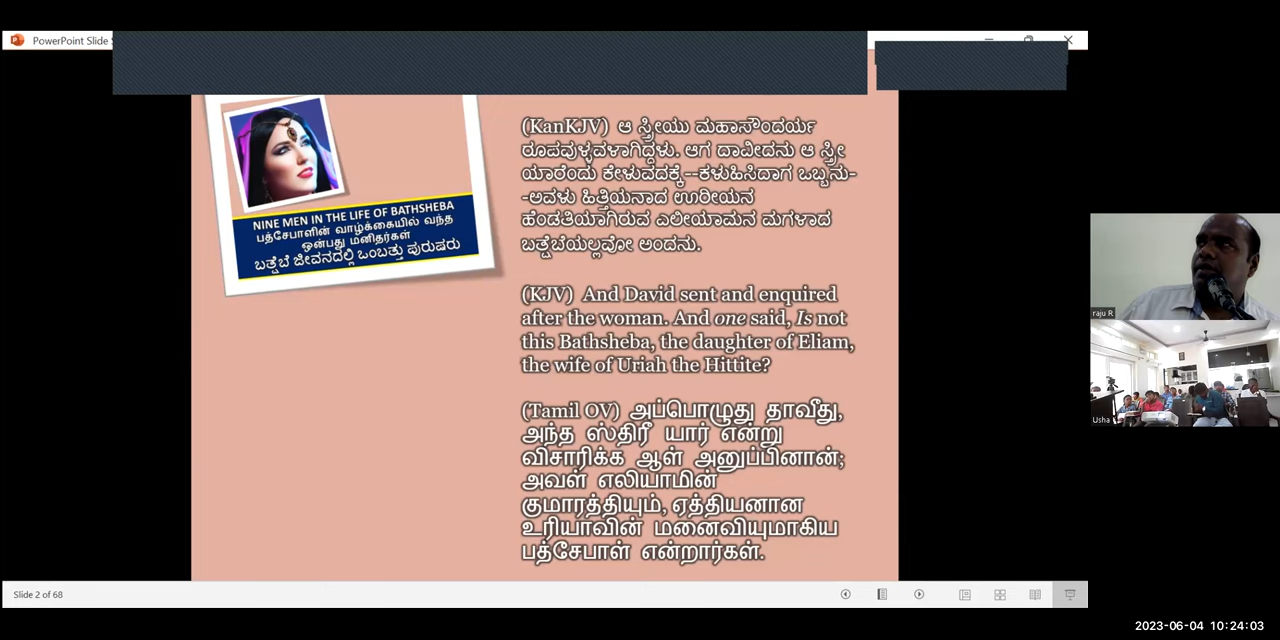 PowerPoint Slide
NINE MEN IN THE LIFE OF BATHSHEBA
பத்சேபாளின் வாழ்க்கையில் வந்த
ஒன்பது மனிதர்கள்
ಬತ್ಷೆಬೆ ಜೀವನದಲ್ಲಿ ಒಂಬತ್ತು ಪುರುಷರು
(KanKJV) ಆ ಸ್ತ್ರೀಯು ಮಹಾಸೌಂದರ್ಯ
ರೂಪವುಳ್ಳವಳಾಗಿದ್ದಳು. ಆಗ ದಾವೀದನು ಆ ಸ್ತ್ರೀ
ಯಾರೆಂದು ಕೇಳುವದಕ್ಕೆ--ಕಳುಹಿಸಿದಾಗ ಒಬ್ಬನು-
-ಅವಳು ಹಿತ್ತಿಯನಾದ ಊರೀಯನ
ಹೆಂಡತಿಯಾಗಿರುವ ಎಲೀಯಾಮನ ಮಗಳಾದ
ಬತ್ಷೆಬೆಯಲ್ಲವೋ ಅಂದನು.
(KJV) And David sent and enquired
after the woman. And one said, Is not
this Bathsheba, the daughter of Eliam,
the wife of Uriah the Hittite?
(Tamil OV) அப்பொழுது தாவீது,
அந்த ஸ்திரீ யார் என்று
விசாரிக்க ஆள் அனுப்பினான்;
அவள் எலியாமின்
குமாரத்தியும், ஏத்தியனான
உரியாவின் மனைவியுமாகிய
பத்சேபாள் என்றார்கள்.
raju R
Usha
Slide 2 of 68
2023-06-04 10:24:03